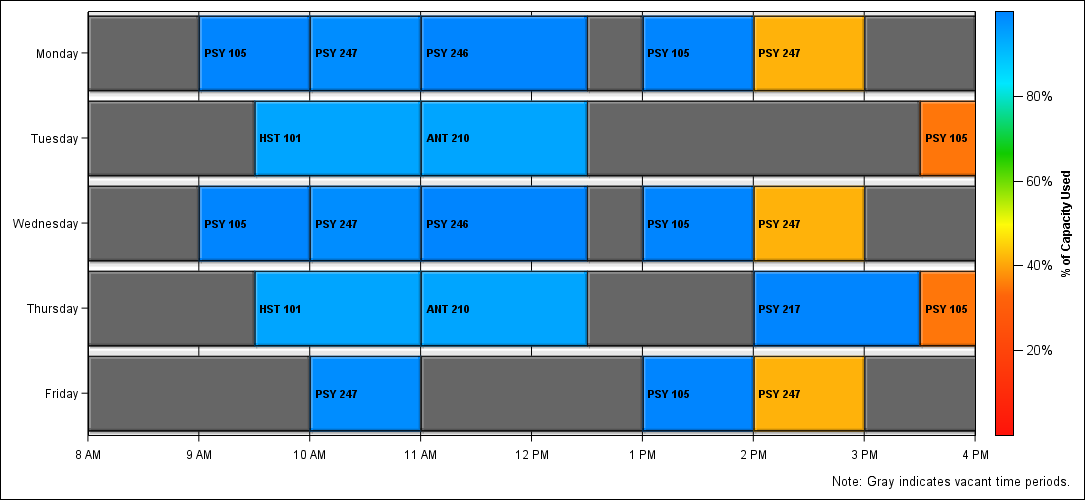 Monday
PSY 105
PSY 247
PSY 246
PSY 105
PSY 247
Tuesday
HST 101
ANT 210
PSY 105
Wednesday
PSY 105
PSY 247
PSY 246
PSY 105
PSY 247
Thursday
HST 101
ANT 210
PSY 217
PSY 105
Friday
PSY 247
PSY 105
PSY 247
8 AM
9 AM
10 AM
11 AM
12 PM
1 PM
2 PM
3 PM
4 PM
80%
60%
40%
20%
% of Capacity Used
Note: Gray indicates vacant time periods.